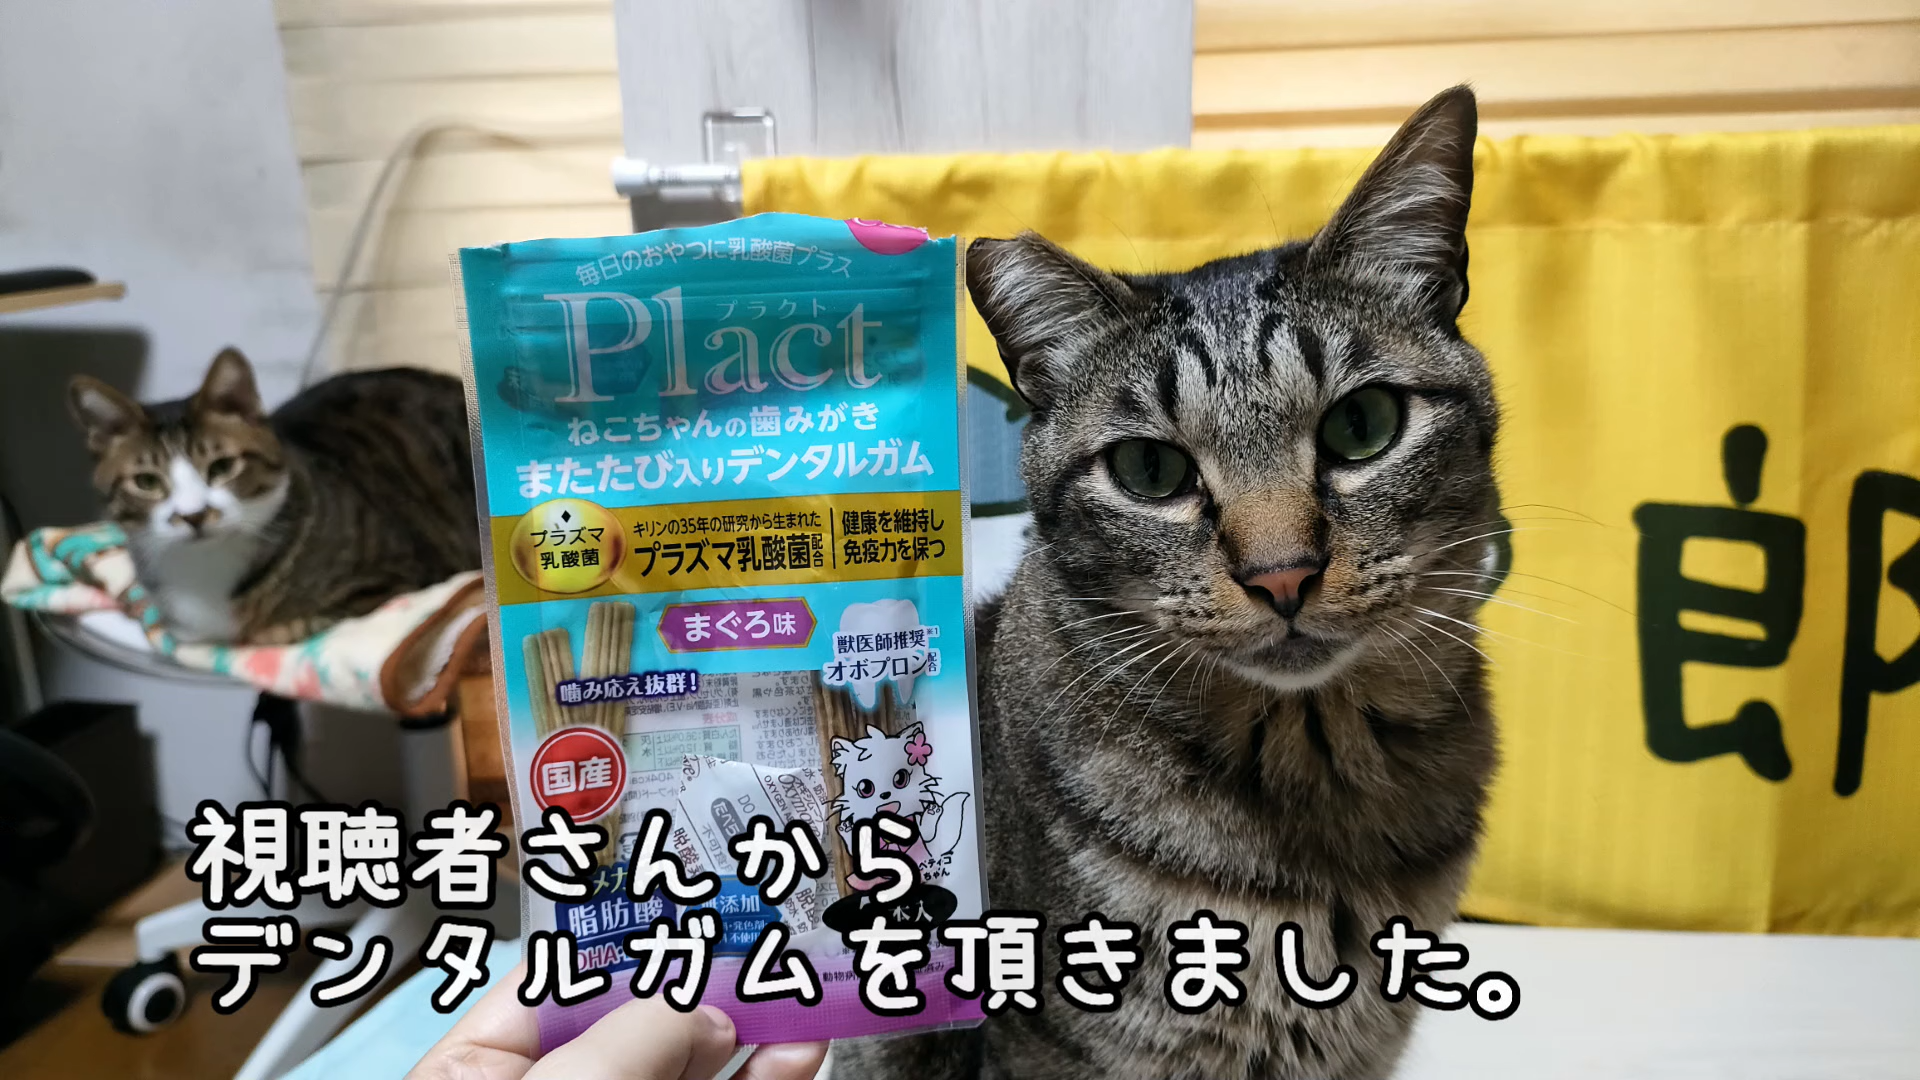 毎日のおやつに乳酸菌プラス
プラクト
Plact
ねこちゃんの歯みがき
またたび入りデンタルガム
プラズマ
乳酸菌
キリンの35年の研究から生まれた
プラズマ乳酸菌配合
健康を維持し
免疫力を保つ
まぐろ味
獣医師推奨※1
オボプロン配合
噛み応え抜群!
国産
脂肪酸
郎
視聴者さんから
デンタルガムを頂きました。